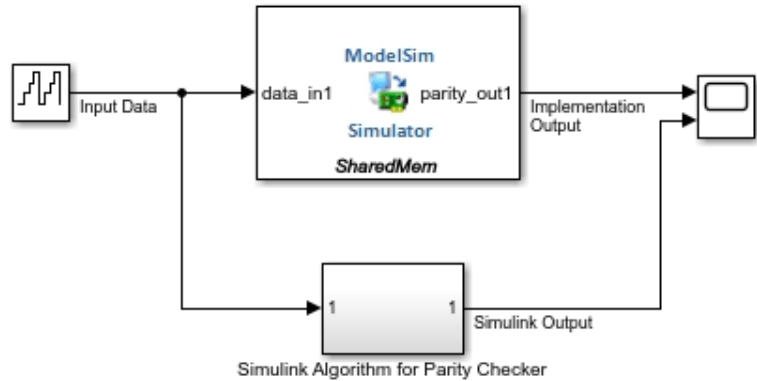 ModelSim
data_in1
parity_out1
Input Data
Simulator
Implementation
Output
SharedMem
1
1
Simulink Output
Simulink Algorithm for Parity Checker